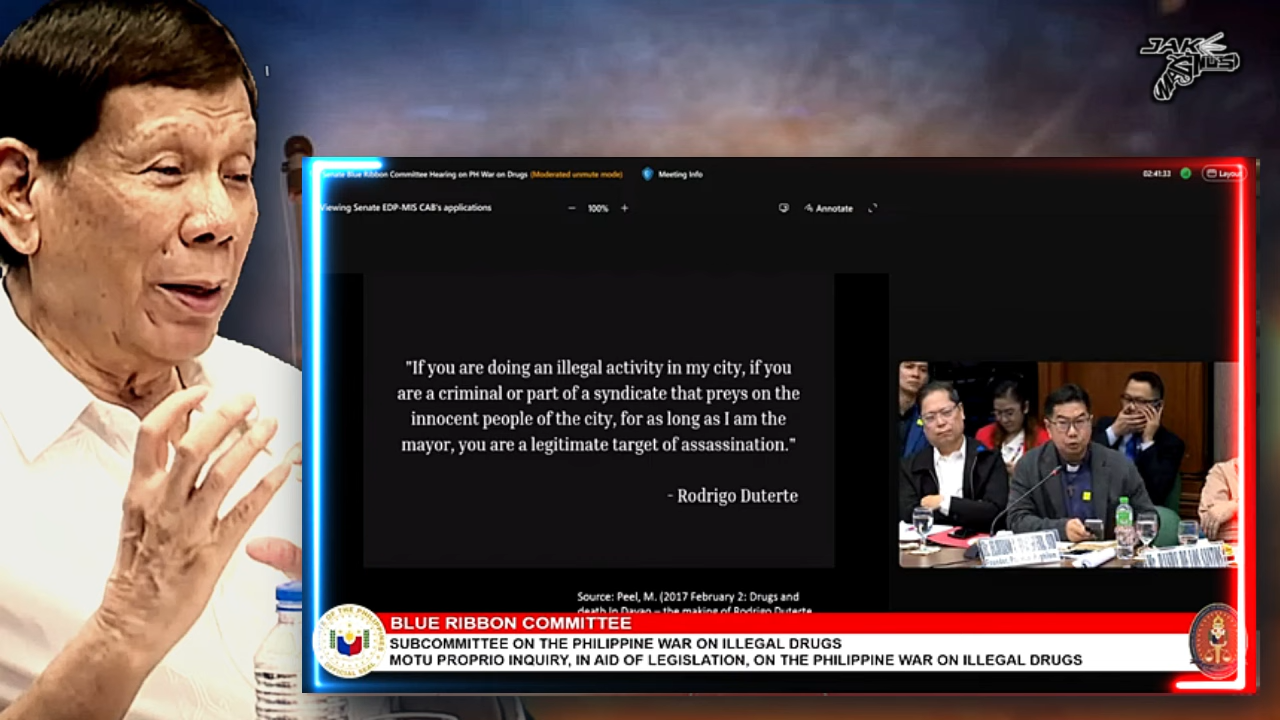 JAK
MAGNUS
Senate Blue Ribbon Committee Hearing on PH War on Drugs (Moderated unmute mode)
Meeting Info
02:41:33
Layout
Viewing Senate EDP-MIS CAB's applications
100%
Annotate
"If you are doing an illegal activity in my city, if you
are a criminal or part of a syndicate that preys on the
innocent people of the city, for as long as I am the
mayor, you are a legitimate target of assassination."
- Rodrigo Duterte
Source: Peel, M. (2017 February 2: Drugs and
death In Davao – the making of Rodrigo Duterte
BLUE RIBBON COMMITTEE
SUBCOMMITTEE ON THE PHILIPPINE WAR ON ILLEGAL DRUGS
MOTU PROPRIO INQUIRY, IN AID OF LEGISLATION, ON THE PHILIPPINE WAR ON ILLEGAL DRUGS